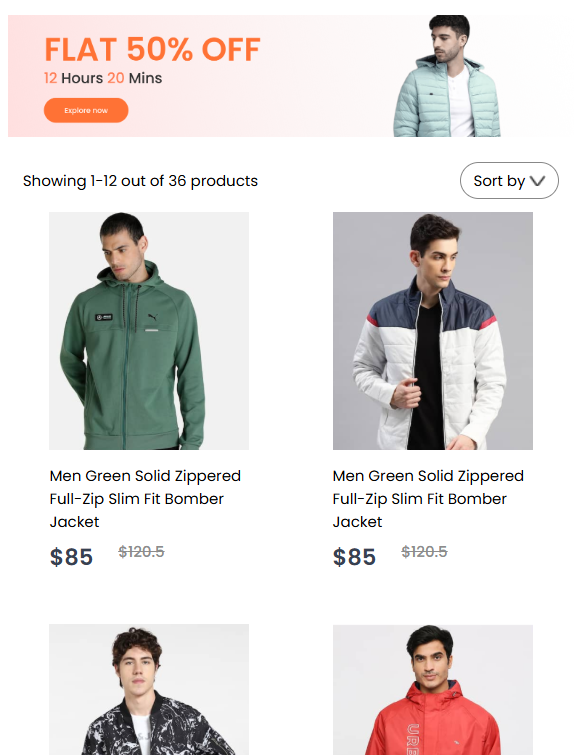 FLAT 50% OFF
12 Hours 20 Mins
Explore now
Showing 1-12 out of 36 products
Sort by
Men Green Solid Zippered
Full-Zip Slim Fit Bomber
Jacket
$85 $120.5
Men Green Solid Zippered
Full-Zip Slim Fit Bomber
Jacket
$85 $120.5
URB